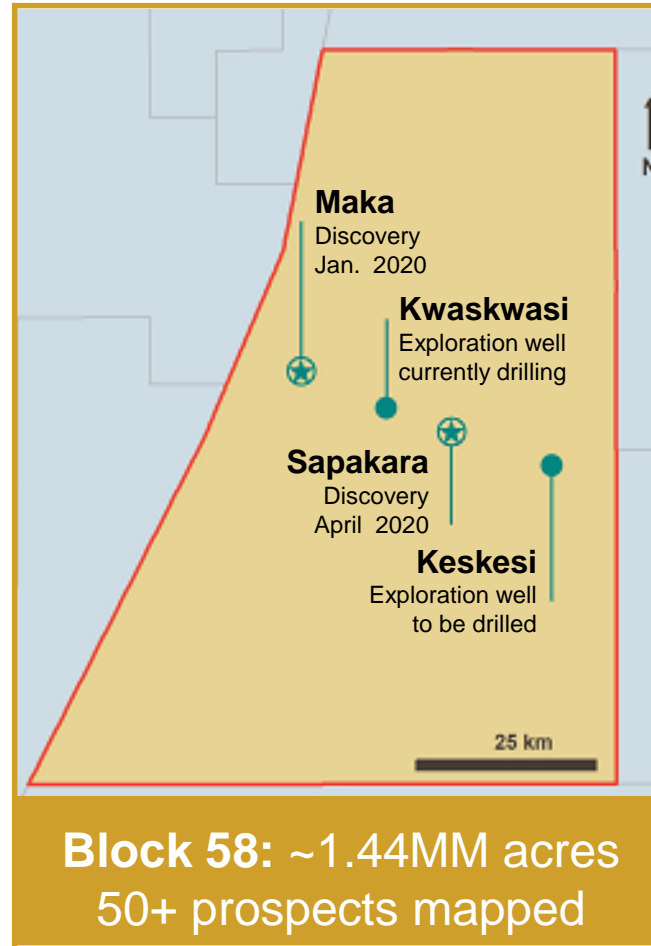 N
Maka
Discovery
Jan. 2020
Kwaskwasi
Exploration well
currently drilling
Sapakara
Discovery
April 2020
Keskesi
Exploration well
to be drilled
25 km
Block 58: ~1.44MM acres
50+ prospects mapped